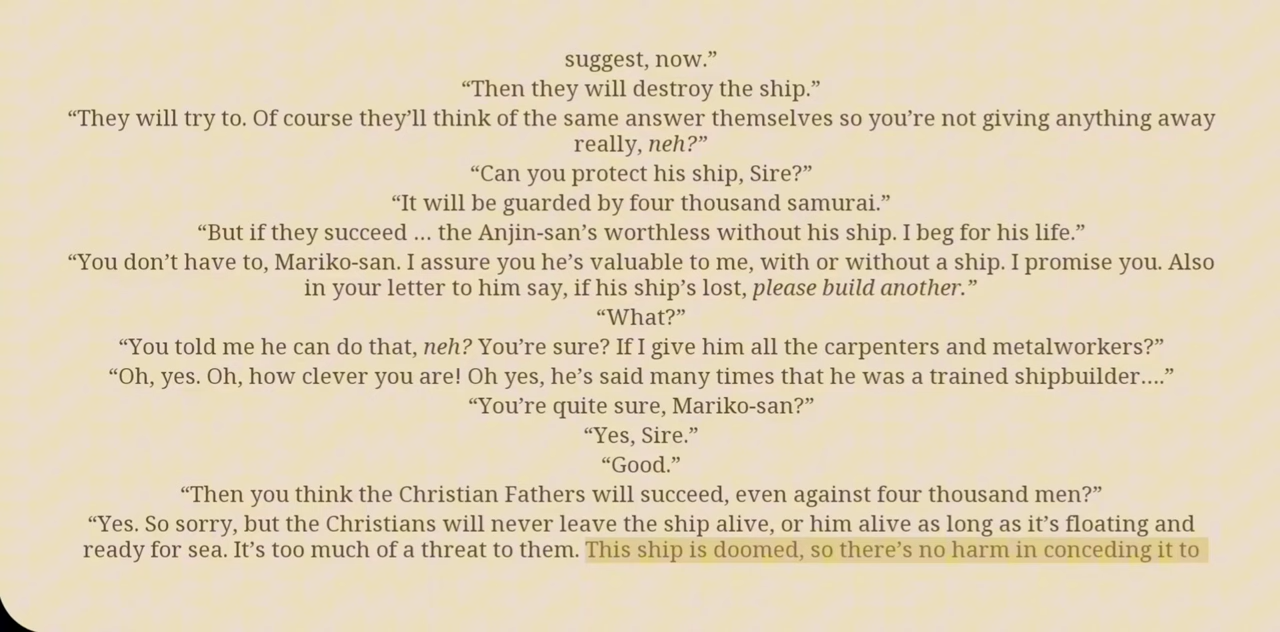 suggest, now.”
“Then they will destroy the ship.”
“They will try to. Of course they’ll think of the same answer themselves so you’re not giving anything away
really, neh?”
“Can you protect his ship, Sire?”
“It will be guarded by four thousand samurai.”
“But if they succeed … the Anjin-san’s worthless without his ship. I beg for his life.”
“You don’t have to, Mariko-san. I assure you he’s valuable to me, with or without a ship. I promise you. Also
in your letter to him say, if his ship’s lost, please build another.”
“What?”
“You told me he can do that, neh? You’re sure? If I give him all the carpenters and metalworkers?”
“Oh, yes. Oh, how clever you are! Oh yes, he’s said many times that he was a trained shipbuilder….”
“You’re quite sure, Mariko-san?”
“Yes, Sire.”
“Good.”
“Then you think the Christian Fathers will succeed, even against four thousand men?”
“Yes. So sorry, but the Christians will never leave the ship alive, or him alive as long as it’s floating and
ready for sea. It’s too much of a threat to them. This ship is doomed, so there’s no harm in conceding it to